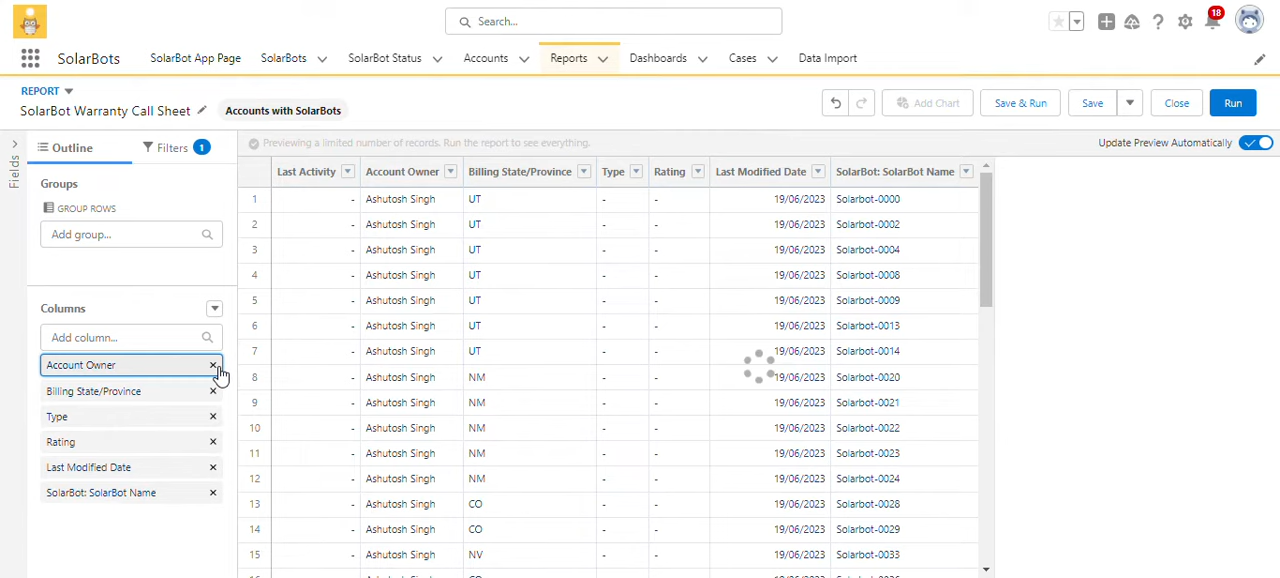 Search...
18
SolarBots
SolarBot App Page
SolarBots
SolarBot Status
Accounts
Reports
Dashboards
Cases
Data Import
REPORT
SolarBot Warranty Call Sheet
Accounts with SolarBots
Add Chart
Save & Run
Save
Close
Run
Fields
Outline
Filters 1
Previewing a limited number of records. Run the report to see everything.
Update Preview Automatically
Groups
GROUP ROWS
Add group...
Columns
Add column...
Account Owner
Billing State/Province
Type
Rating
Last Modified Date
SolarBot: SolarBot Name
Last Activity Account Owner Billing State/Province Type Rating Last Modified Date SolarBot: SolarBot Name
1 - Ashutosh Singh UT - - 19/06/2023 Solarbot-0000
2 - Ashutosh Singh UT - - 19/06/2023 Solarbot-0002
3 - Ashutosh Singh UT - - 19/06/2023 Solarbot-0004
4 - Ashutosh Singh UT - - 19/06/2023 Solarbot-0008
5 - Ashutosh Singh UT - - 19/06/2023 Solarbot-0009
6 - Ashutosh Singh UT - - 19/06/2023 Solarbot-0013
7 - Ashutosh Singh UT - - 19/06/2023 Solarbot-0014
8 - Ashutosh Singh NM - - 19/06/2023 Solarbot-0020
9 - Ashutosh Singh NM - - 19/06/2023 Solarbot-0021
10 - Ashutosh Singh NM - - 19/06/2023 Solarbot-0022
11 - Ashutosh Singh NM - - 19/06/2023 Solarbot-0023
12 - Ashutosh Singh NM - - 19/06/2023 Solarbot-0024
13 - Ashutosh Singh CO - - 19/06/2023 Solarbot-0028
14 - Ashutosh Singh CO - - 19/06/2023 Solarbot-0029
15 - Ashutosh Singh NV - - 19/06/2023 Solarbot-0033